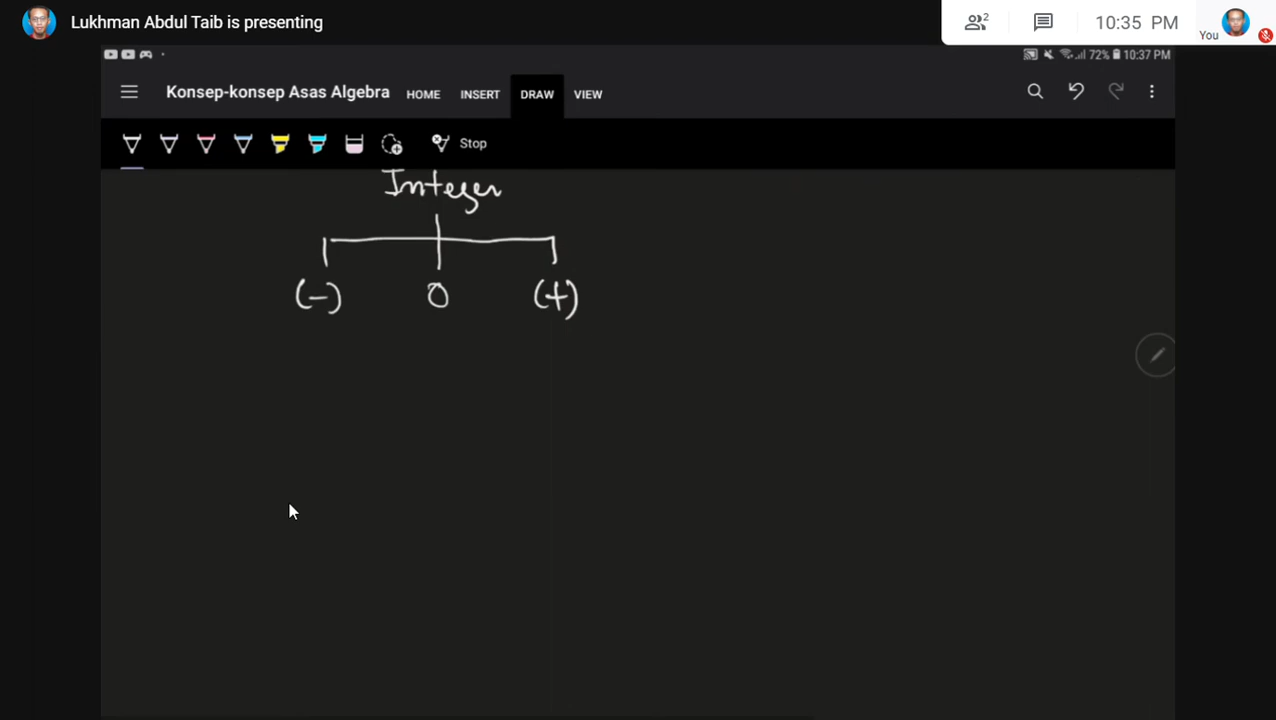 Lukhman Abdul Taib is presenting
2
10:35 PM
You
72% 10:37 PM
Konsep-konsep Asas Algebra HOME INSERT DRAW VIEW
Stop
Integer
(-) 0 (+)